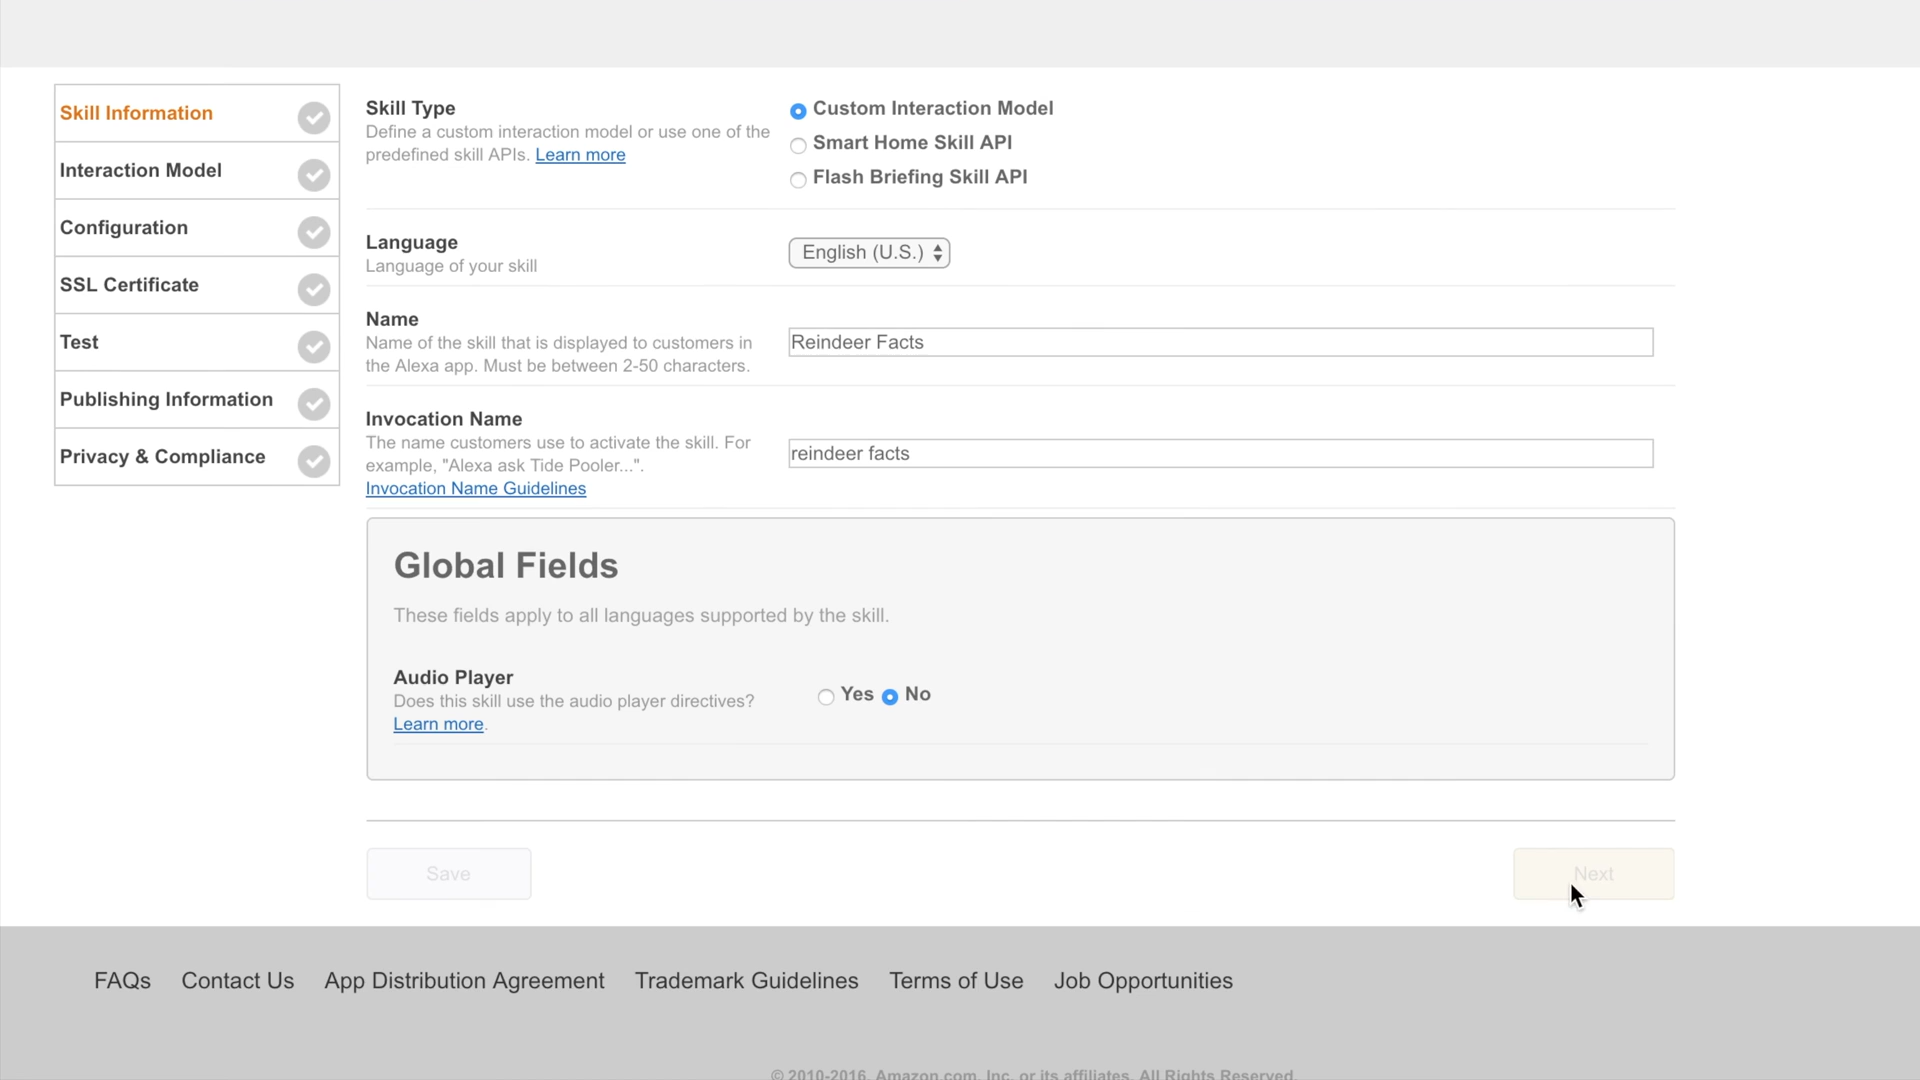 Skill Information
Interaction Model
Configuration
SSL Certificate
Test
Publishing Information
Privacy & Compliance
Skill Type
Define a custom interaction model or use one of the
predefined skill APIs. Learn more
Custom Interaction Model
Smart Home Skill API
Flash Briefing Skill API
Language
Language of your skill
English (U.S.)
Name
Name of the skill that is displayed to customers in
the Alexa app. Must be between 2-50 characters.
Reindeer Facts
Invocation Name
The name customers use to activate the skill. For
example, "Alexa ask Tide Pooler...".
Invocation Name Guidelines
reindeer facts
Global Fields
These fields apply to all languages supported by the skill.
Audio Player
Does this skill use the audio player directives?
Learn more.
Yes No
Save
Next
FAQs Contact Us App Distribution Agreement Trademark Guidelines Terms of Use Job Opportunities
© 2010-2016, Amazon.com, Inc. or its affiliates. All Rights Reserved.